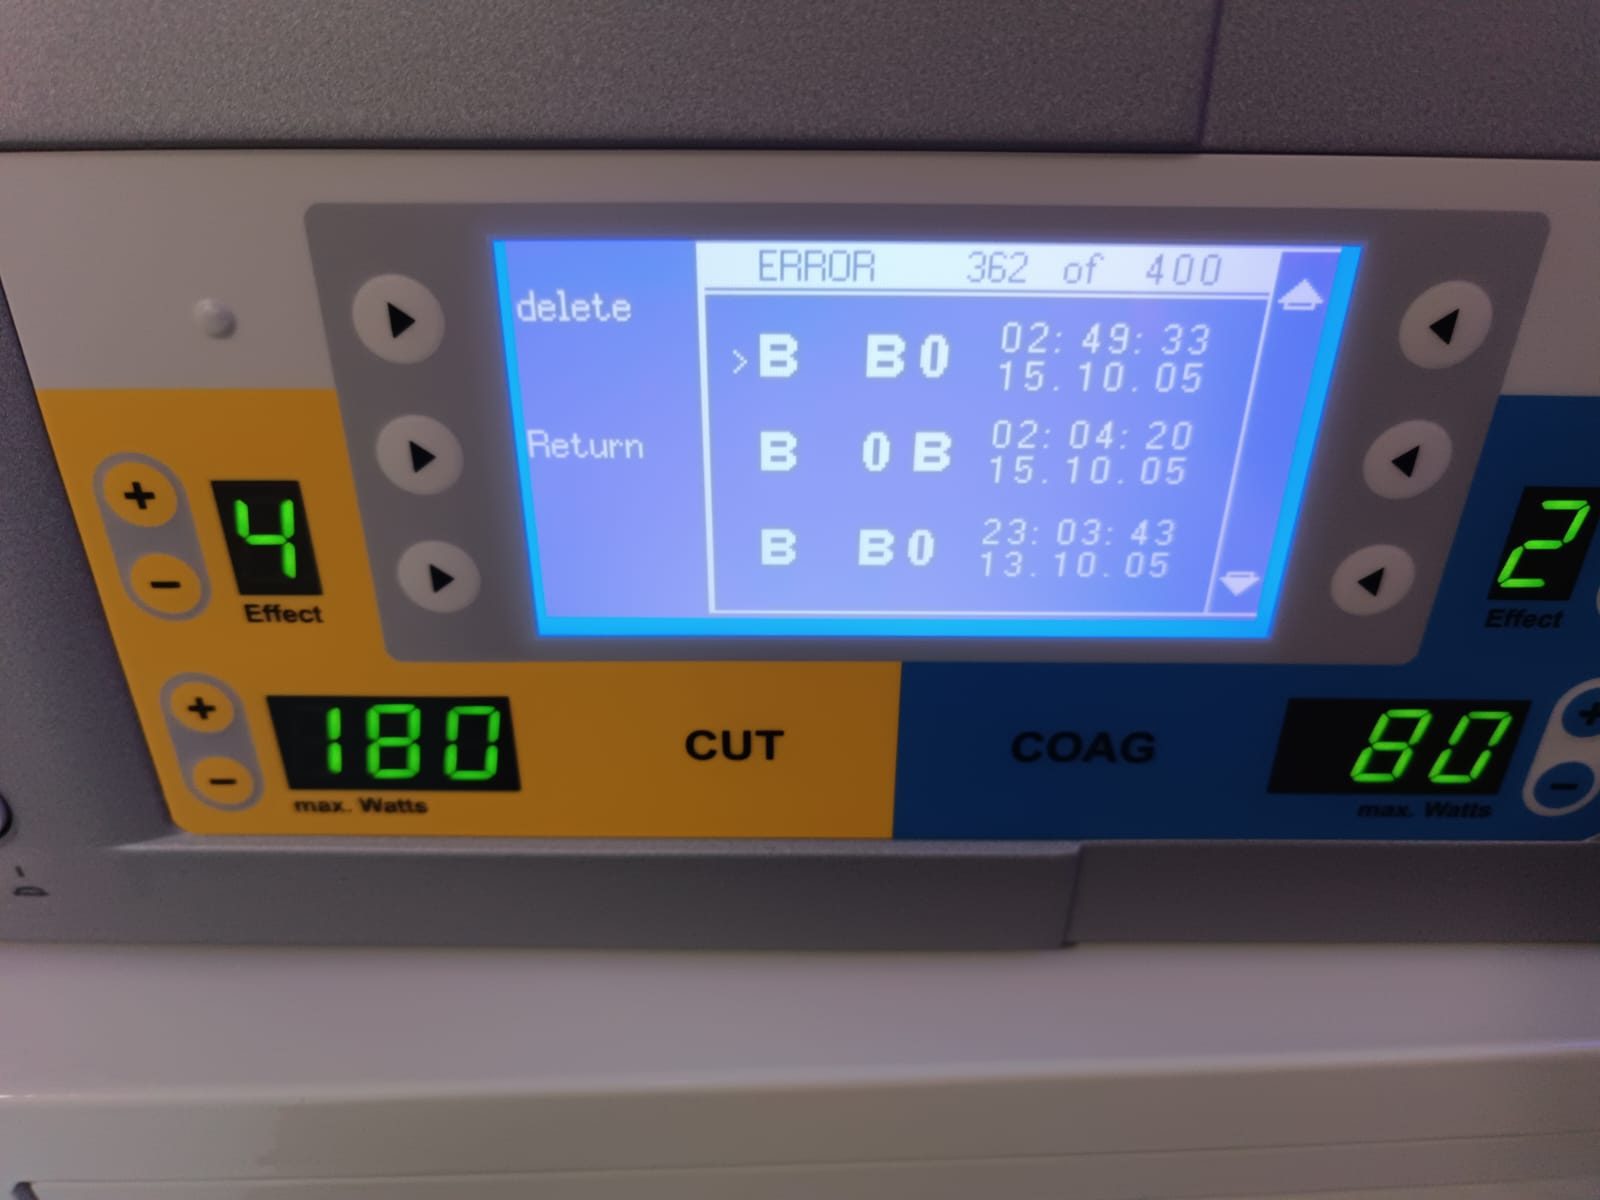 ERROR 362 of 400
delete
>B B0 02:49:33
15.10.05
Return
B 0B 02:04:20
15.10.05
B B0 23:03:43
13.10.05
+
-
4
Effect
2
Effect
+
-
180
max. Watts
CUT
COAG
80
max. Watts
+
-